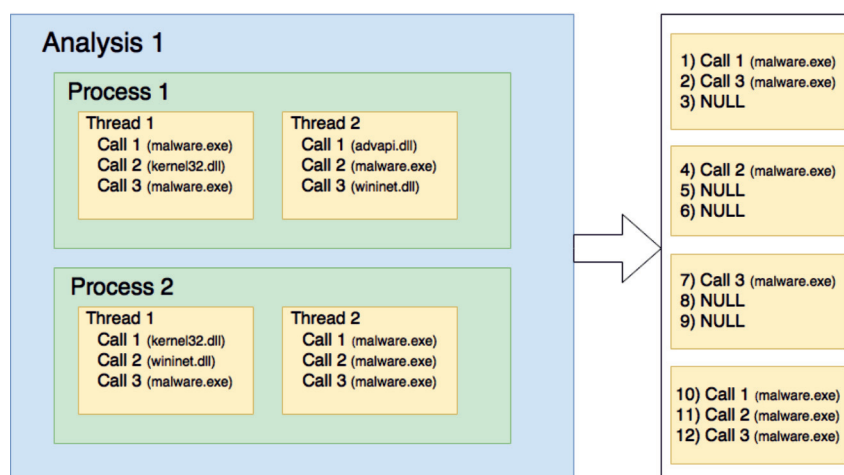 Analysis 1
Process 1
Thread 1
Call 1 (malware.exe)
Call 2 (kernel32.dll)
Call 3 (malware.exe)
Thread 2
Call 1 (advapi.dll)
Call 2 (malware.exe)
Call 3 (wininet.dll)
Process 2
Thread 1
Call 1 (kernel32.dll)
Call 2 (wininet.dll)
Call 3 (malware.exe)
Thread 2
Call 1 (malware.exe)
Call 2 (malware.exe)
Call 3 (malware.exe)
1) Call 1 (malware.exe)
2) Call 3 (malware.exe)
3) NULL
4) Call 2 (malware.exe)
5) NULL
6) NULL
7) Call 3 (malware.exe)
8) NULL
9) NULL
10) Call 1 (malware.exe)
11) Call 2 (malware.exe)
12) Call 3 (malware.exe)